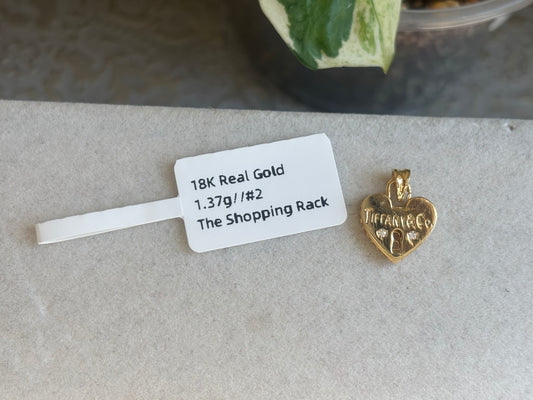 18K Real Gold
1.37g//#2
The Shopping Rack
TIFFANY&Co